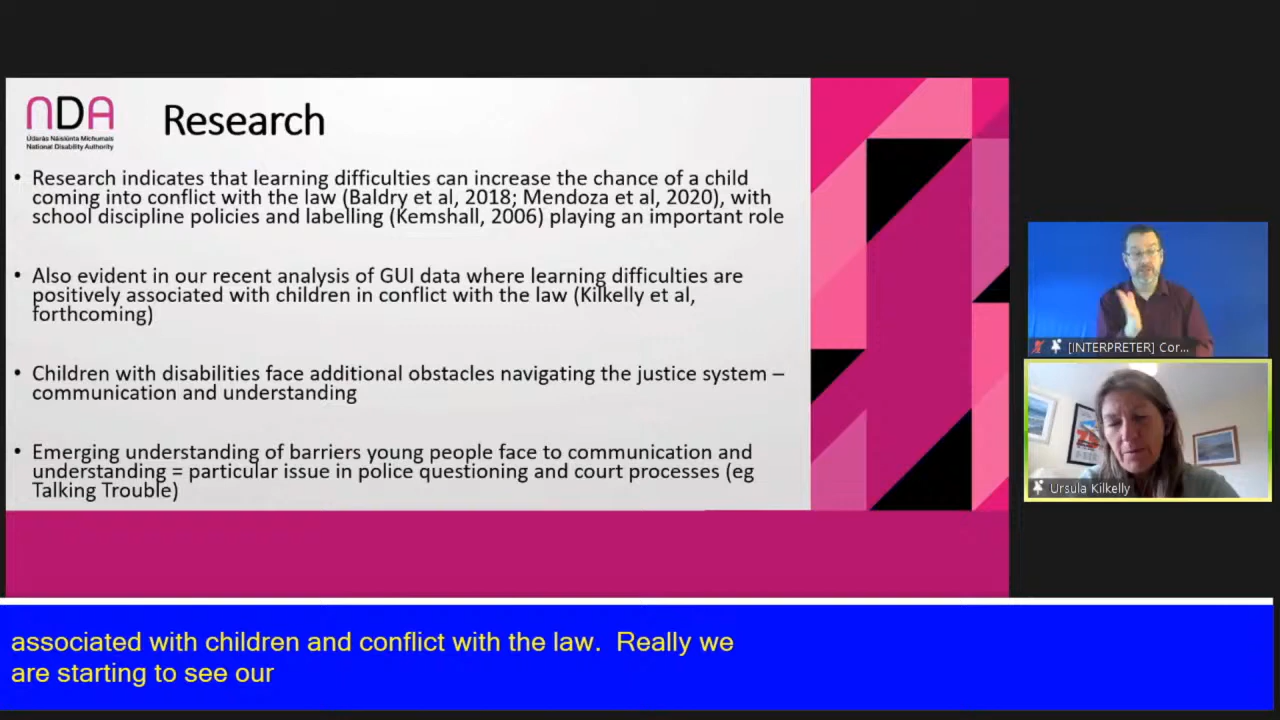 NDA
Údarás Náisiúnta Míchumais
National Disability Authority
Research
• Research indicates that learning difficulties can increase the chance of a child
coming into conflict with the law (Baldry et al, 2018; Mendoza et al, 2020), with
school discipline policies and labelling (Kemshall, 2006) playing an important role
• Also evident in our recent analysis of GUI data where learning difficulties are
positively associated with children in conflict with the law (Kilkelly et al,
forthcoming)
• Children with disabilities face additional obstacles navigating the justice system –
communication and understanding
• Emerging understanding of barriers young people face to communication and
understanding = particular issue in police questioning and court processes (eg
Talking Trouble)
[INTERPRETER] Cor...
Ursula Kilkelly
associated with children and conflict with the law.  Really we
are starting to see our